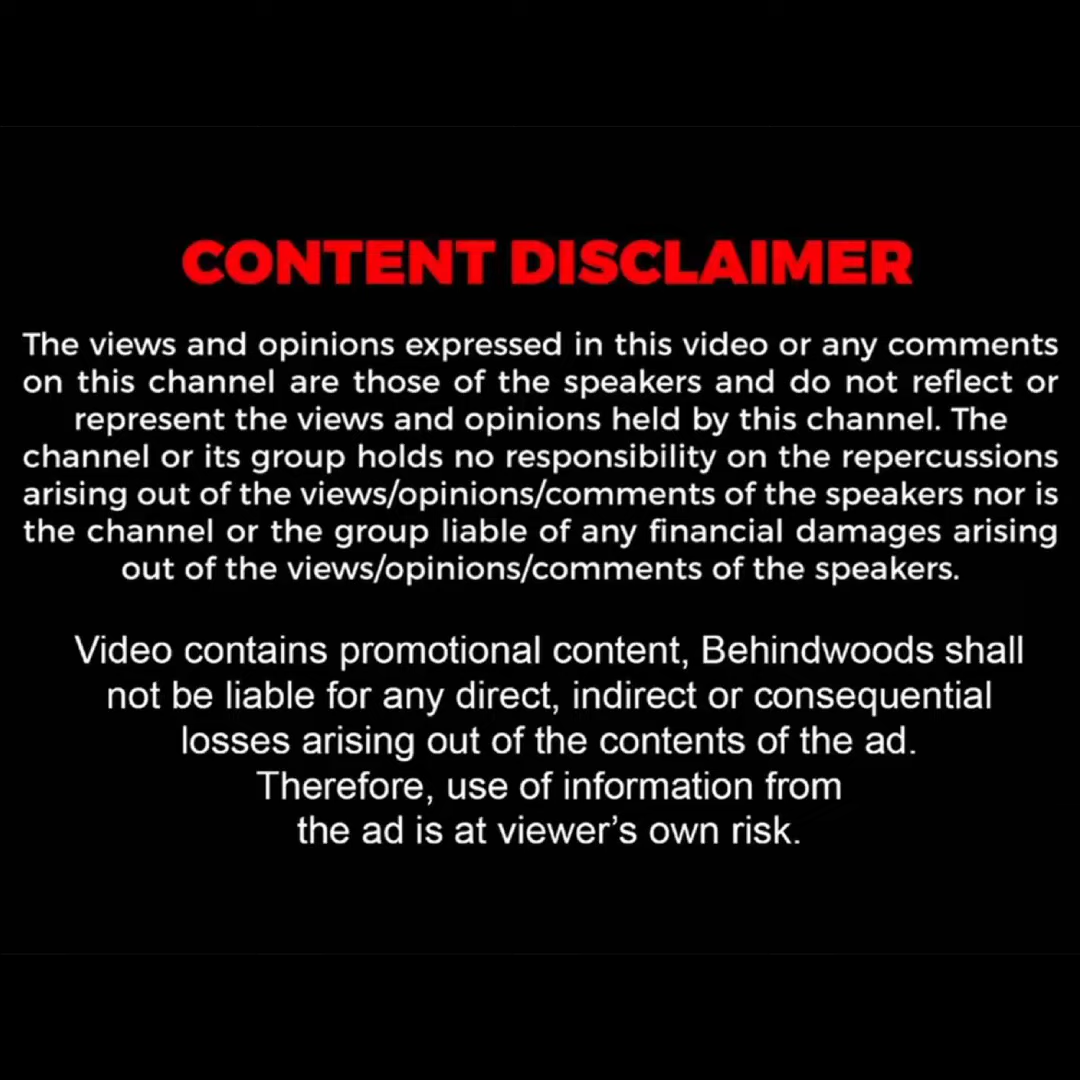 CONTENT DISCLAIMER
The views and opinions expressed in this video or any comments
on this channel are those of the speakers and do not reflect or
represent the views and opinions held by this channel. The
channel or its group holds no responsibility on the repercussions
arising out of the views/opinions/comments of the speakers nor is
the channel or the group liable of any financial damages arising
out of the views/opinions/comments of the speakers.
Video contains promotional content, Behindwoods shall
not be liable for any direct, indirect or consequential
losses arising out of the contents of the ad.
Therefore, use of information from
the ad is at viewer’s own risk.